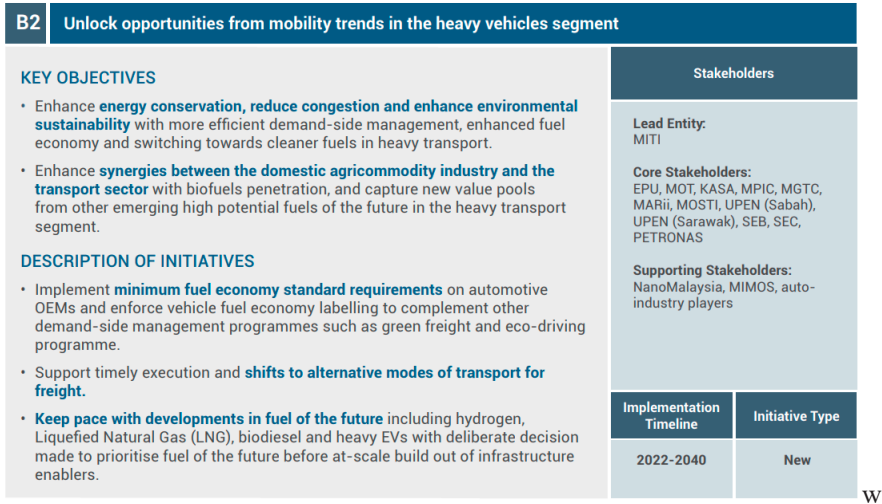 B2 Unlock opportunities from mobility trends in the heavy vehicles segment
KEY OBJECTIVES
• Enhance energy conservation, reduce congestion and enhance environmental
sustainability with more efficient demand-side management, enhanced fuel
economy and switching towards cleaner fuels in heavy transport.
• Enhance synergies between the domestic agricommodity industry and the
transport sector with biofuels penetration, and capture new value pools
from other emerging high potential fuels of the future in the heavy transport
segment.
DESCRIPTION OF INITIATIVES
• Implement minimum fuel economy standard requirements on automotive
OEMs and enforce vehicle fuel economy labelling to complement other
demand-side management programmes such as green freight and eco-driving
programme.
• Support timely execution and shifts to alternative modes of transport for
freight.
• Keep pace with developments in fuel of the future including hydrogen,
Liquefied Natural Gas (LNG), biodiesel and heavy EVs with deliberate decision
made to prioritise fuel of the future before at-scale build out of infrastructure
enablers.
Stakeholders
Lead Entity:
MITI
Core Stakeholders:
EPU, MOT, KASA, MPIC, MGTC,
MARii, MOSTI, UPEN (Sabah),
UPEN (Sarawak), SEB, SEC,
PETRONAS
Supporting Stakeholders:
NanoMalaysia, MIMOS, auto-
industry players
Implementation
Timeline
Initiative Type
2022-2040
New
w